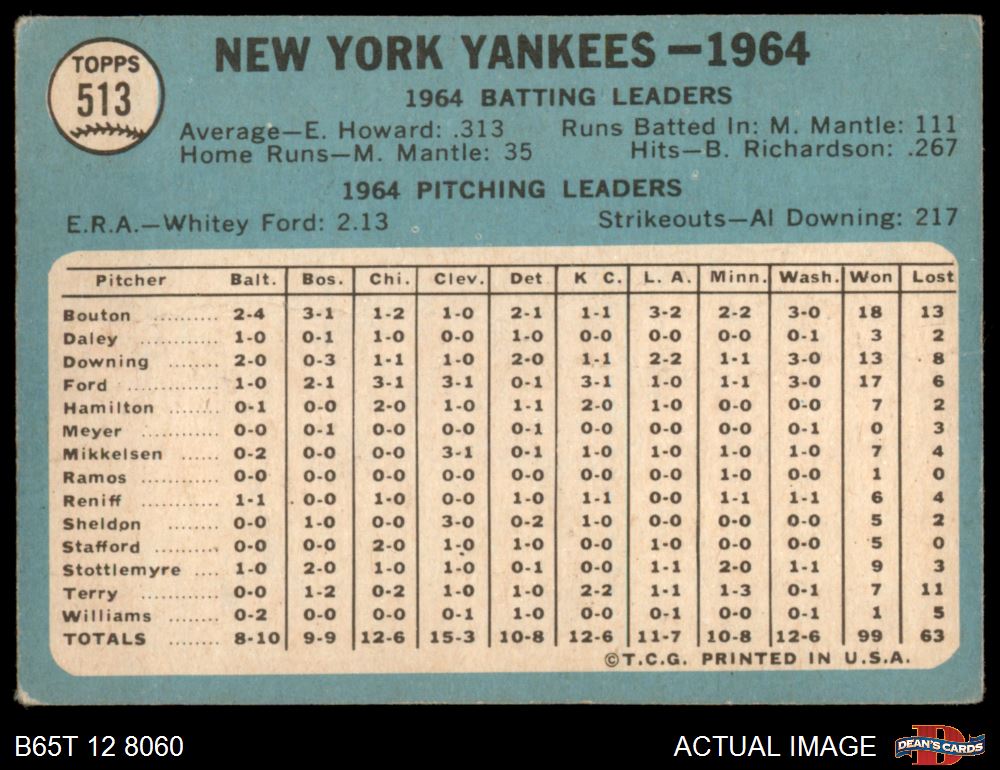 TOPPS
513
NEW YORK YANKEES—1964
1964 BATTING LEADERS
Average—E. Howard: .313 Runs Batted In: M. Mantle: 111
Home Runs—M. Mantle: 35 Hits—B. Richardson: .267
1964 PITCHING LEADERS
E.R.A.—Whitey Ford: 2.13 Strikeouts—Al Downing: 217
Pitcher Balt. Bos. Chi. Clev. Det K C. L. A. Minn. Wash. Won Lost
Bouton .......... 2-4 3-1 1-2 1-0 2-1 1-1 3-2 2-2 3-0 18 13
Daley ............ 1-0 0-1 1-0 0-0 1-0 0-0 0-0 0-0 0-1 3 2
Downing ........ 2-0 0-3 1-1 1-0 2-0 1-1 2-2 1-1 3-0 13 8
Ford .............. 1-0 2-1 3-1 3-1 0-1 3-1 1-0 1-1 3-0 17 6
Hamilton ........ 0-1 0-0 2-0 1-0 1-1 2-0 1-0 0-0 0-0 7 2
Meyer ............ 0-0 0-1 0-0 0-0 0-1 0-0 0-0 0-0 0-1 0 3
Mikkelsen ...... 0-2 0-0 0-0 3-1 0-1 1-0 1-0 1-0 1-0 7 4
Ramos ............ 0-0 0-0 0-0 0-0 1-0 0-0 0-0 0-0 0-0 1 0
Reniff ............ 1-1 0-0 1-0 0-0 1-0 1-1 0-0 1-1 1-1 6 4
Sheldon ........ 0-0 1-0 0-0 3-0 0-2 1-0 0-0 0-0 0-0 5 2
Stafford .......... 0-0 0-0 2-0 1-0 1-0 0-0 1-0 0-0 0-0 5 0
Stottlemyre .... 1-0 2-0 1-0 1-0 0-1 0-0 1-1 2-0 1-1 9 3
Terry ............ 0-0 1-2 0-2 1-0 1-0 2-2 1-1 1-3 0-1 7 11
Williams .......... 0-2 0-0 0-0 0-1 1-0 0-0 0-1 0-0 0-1 1 5
TOTALS ........ 8-10 9-9 12-6 15-3 10-8 12-6 11-7 10-8 12-6 99 63
©T.C.G. PRINTED IN U.S.A.
B65T 12 8060 ACTUAL IMAGE
DEAN'S CARDS